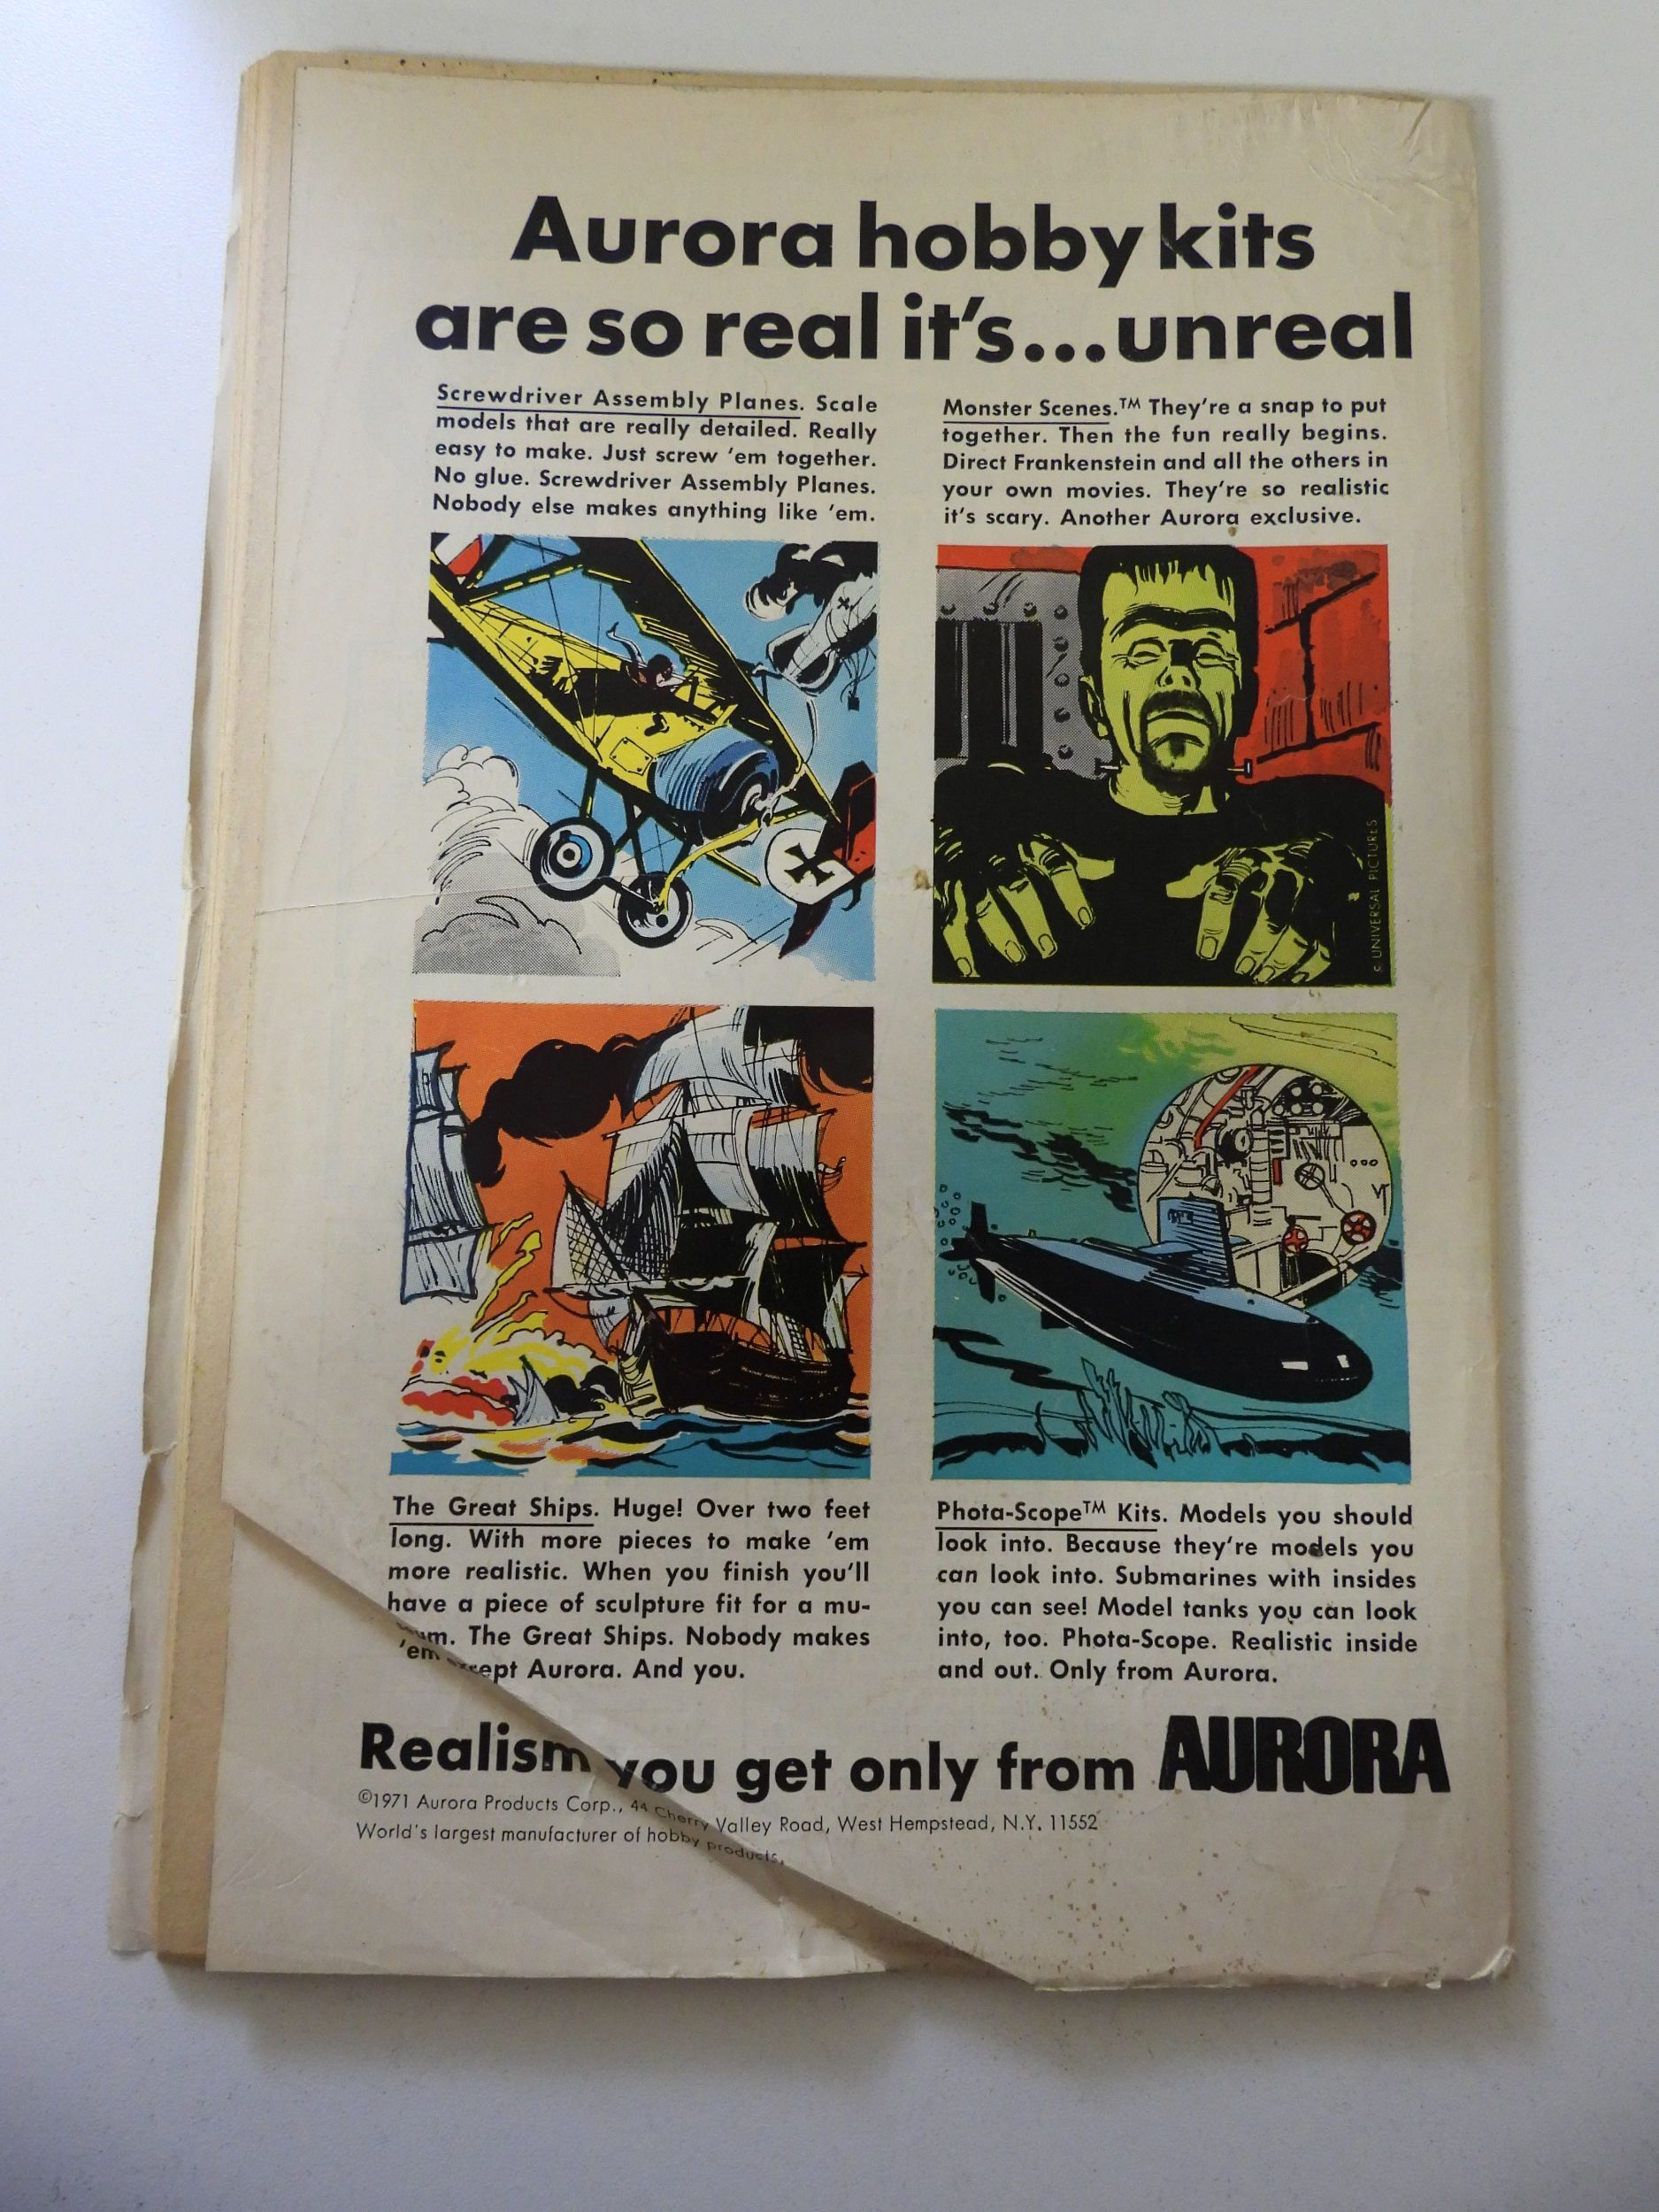 Aurora hobby kits
are so real it's...unreal
Screwdriver Assembly Planes. Scale
models that are really detailed. Really
easy to make. Just screw 'em together.
No glue. Screwdriver Assembly Planes.
Nobody else makes anything like 'em.
Monster Scenes.™ They're a snap to put
together. Then the fun really begins.
Direct Frankenstein and all the others in
your own movies. They're so realistic
it's scary. Another Aurora exclusive.
© UNIVERSAL PICTURES
The Great Ships. Huge! Over two feet
long. With more pieces to make 'em
more realistic. When you finish you'll
have a piece of sculpture fit for a mu-
um. The Great Ships. Nobody makes
'em cept Aurora. And you.
Phota-Scope™ Kits. Models you should
look into. Because they're models you
can look into. Submarines with insides
you can see! Model tanks you can look
into, too. Phota-Scope. Realistic inside
and out. Only from Aurora.
Realism you get only from AURORA
©1971 Aurora Products Corp., 44 Cherry Valley Road, West Hempstead, N.Y. 11552
World's largest manufacturer of hobby products.